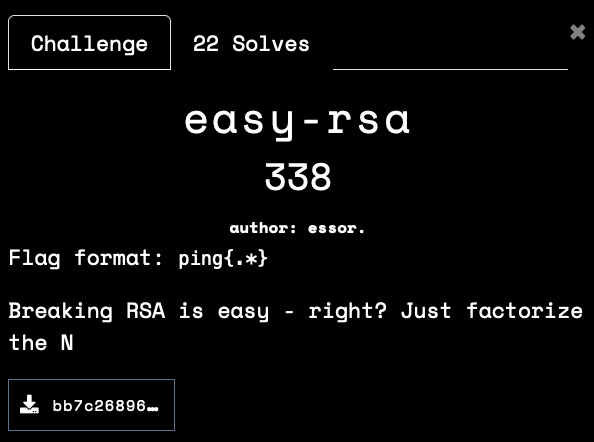 Challenge
22 Solves
✖
easy-rsa
338
author: essor.
Flag format: ping{.*}
Breaking RSA is easy - right? Just factorize
the N
bb7c26896…